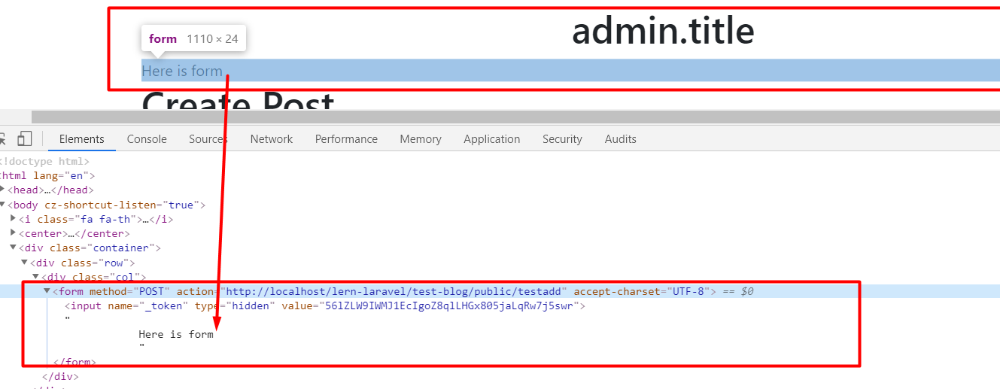 admin.title
form 1110 × 24
Here is form
Create Post
Elements Console Sources Network Performance Memory Application Security Audits
<!doctype html>
<html lang="en">
<head>…</head>
<body cz-shortcut-listen="true">
<i class="fa fa-th">…</i>
<center>…</center>
<div class="container">
<div class="row">
<div class="col">
<form method="POST" action="http://localhost/lern-laravel/test-blog/public/testadd" accept-charset="UTF-8"> == $0
<input name="_token" type="hidden" value="56lZLW9IWMJ1EcIgoZ8qlLHGx805jaLqRw7j5swr">
"
Here is form
"
</form>
</div>
</div>